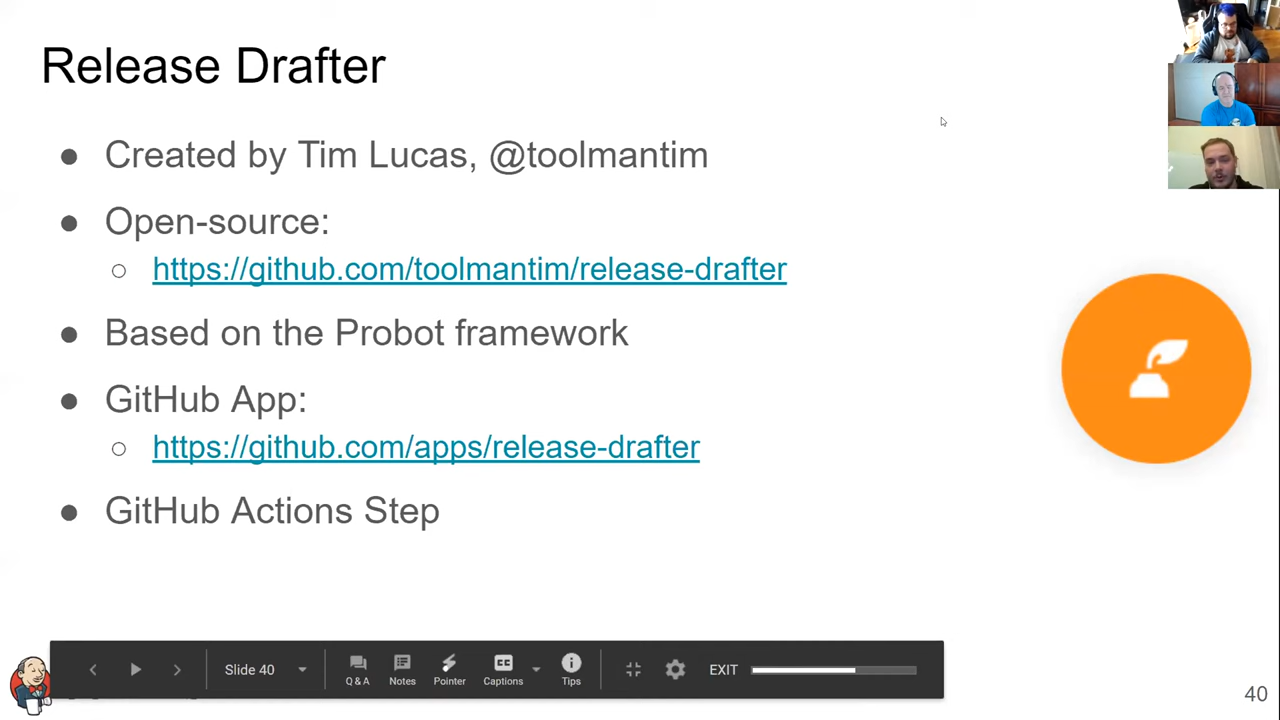 Release Drafter
● Created by Tim Lucas, @toolmantim
● Open-source:
○ https://github.com/toolmantim/release-drafter
● Based on the Probot framework
● GitHub App:
○ https://github.com/apps/release-drafter
● GitHub Actions Step
Slide 40
Q & A
Notes
Pointer
CC
Captions
Tips
EXIT
40